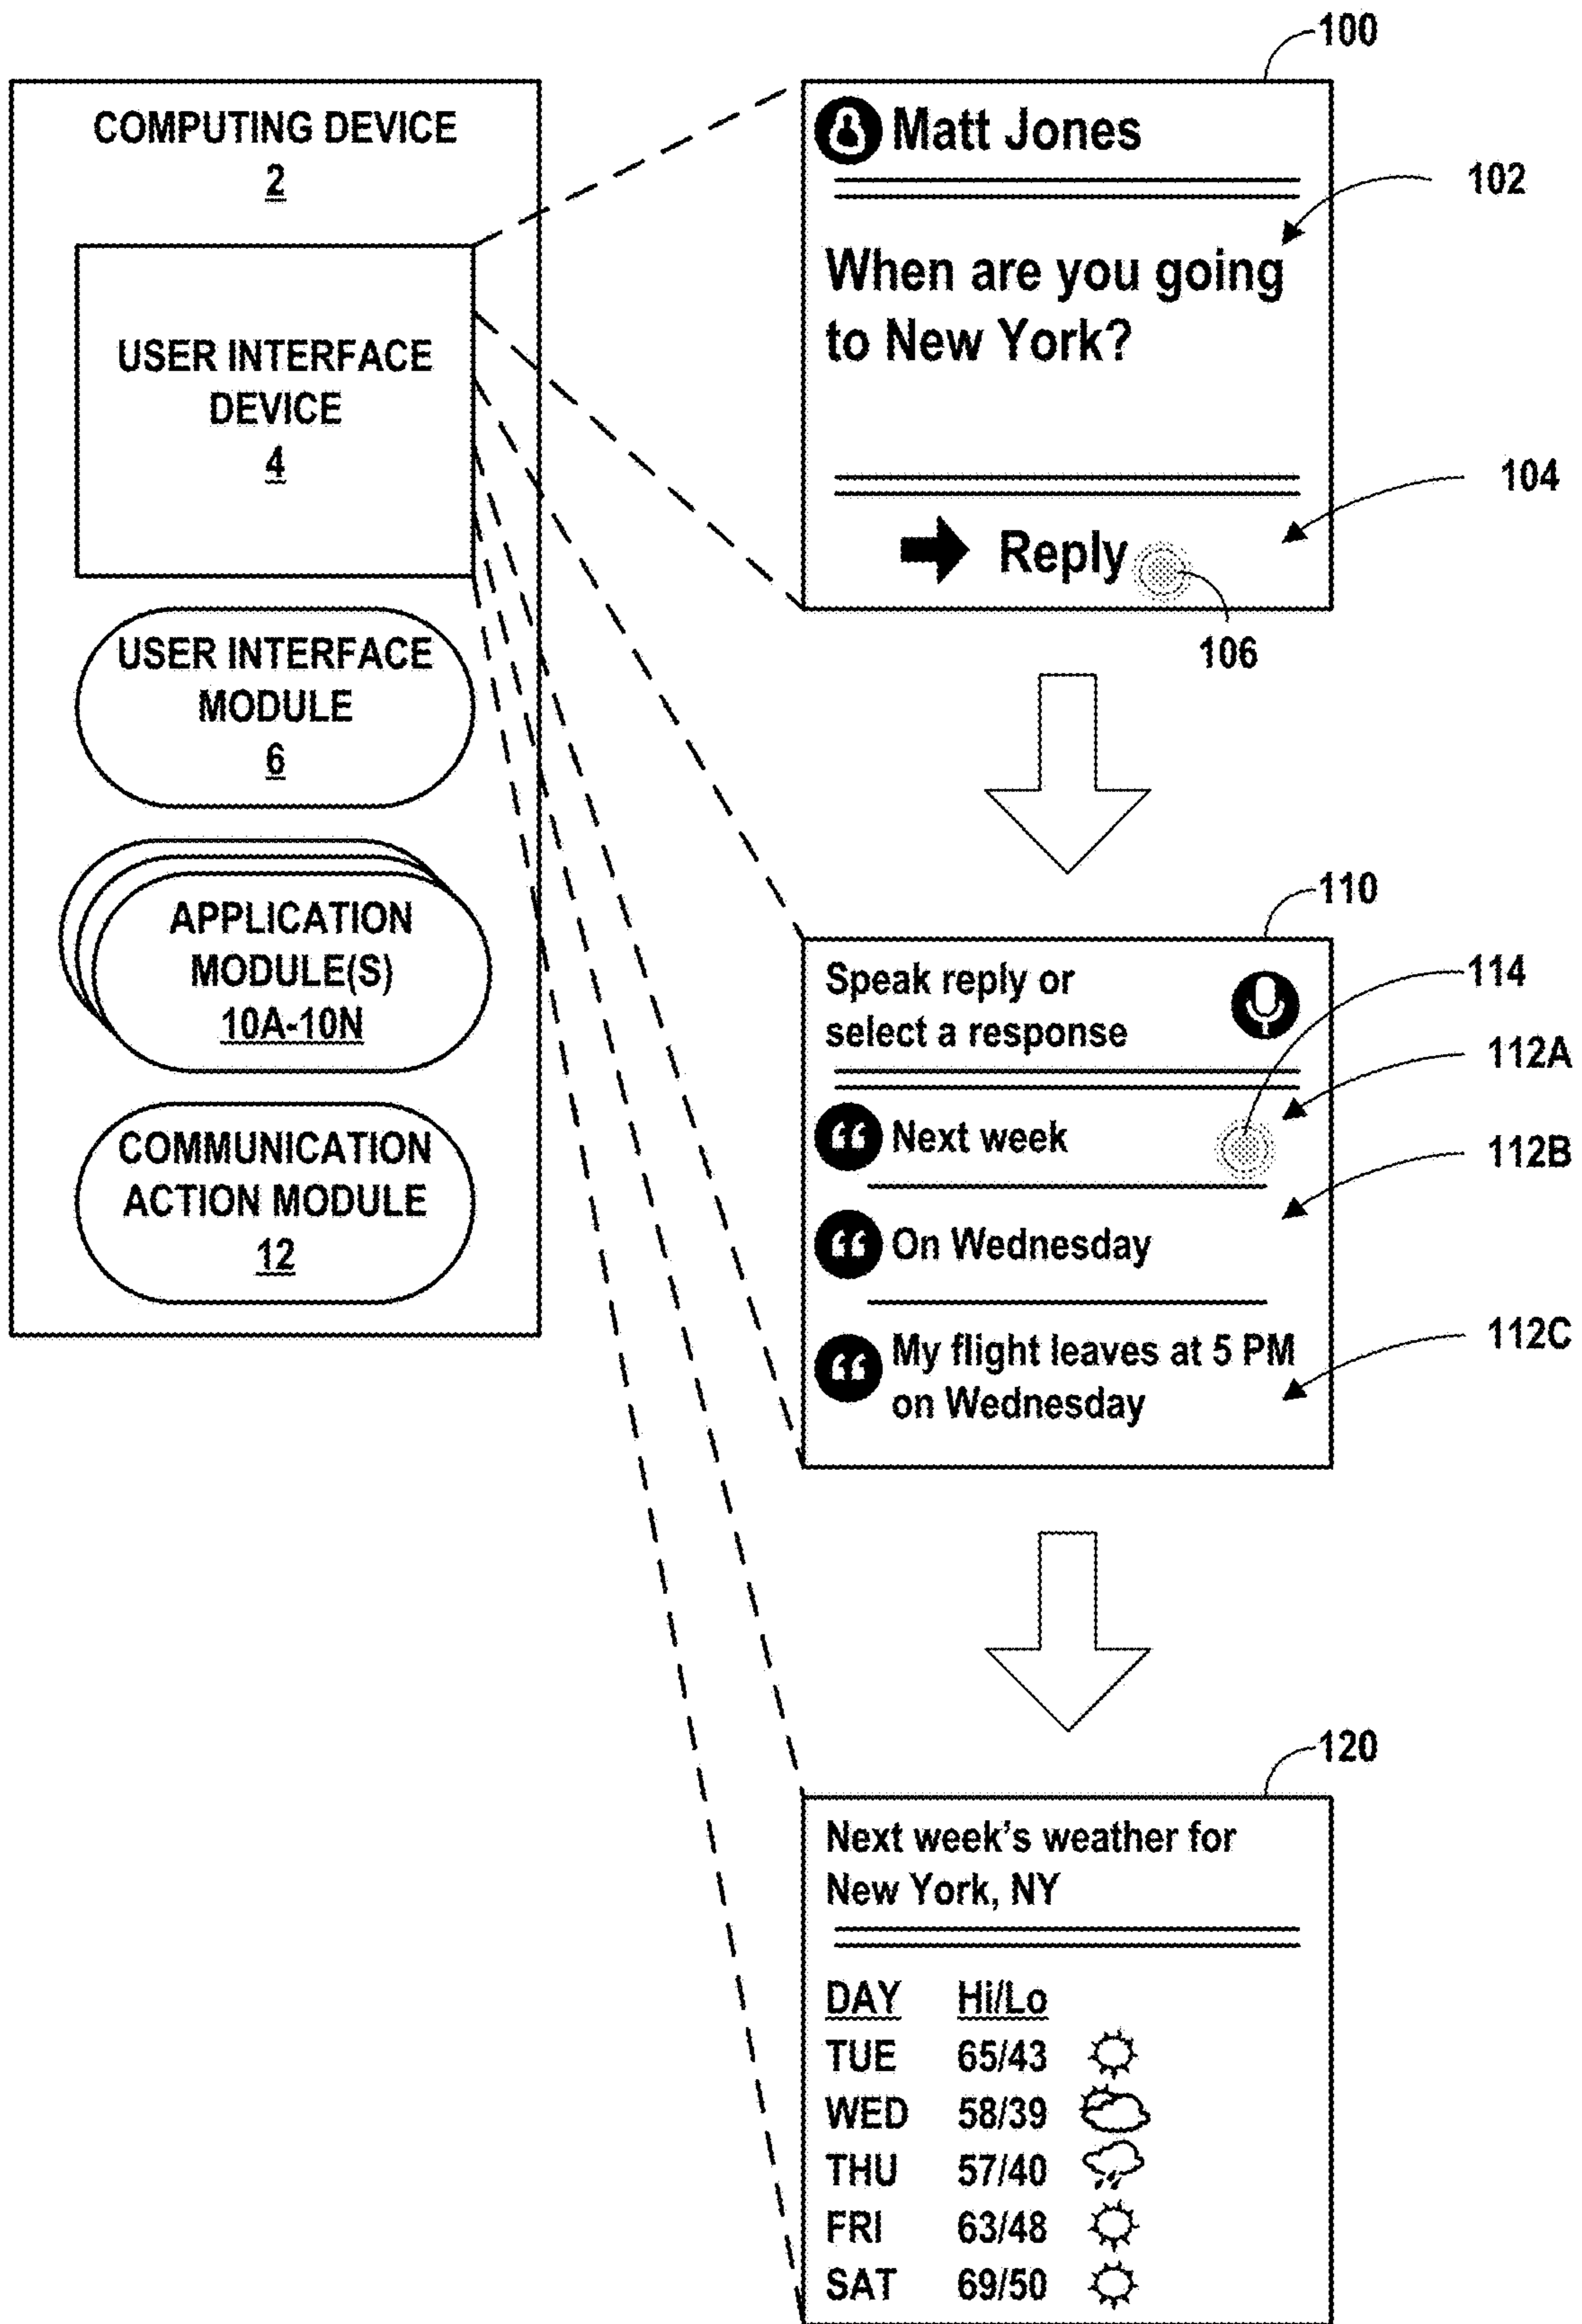 COMPUTING DEVICE
2
USER INTERFACE
DEVICE
4
USER INTERFACE
MODULE
6
APPLICATION
MODULE(S)
10A-10N
COMMUNICATION
ACTION MODULE
12
100
Matt Jones
102
When are you going
to New York?
104
Reply
106
110
Speak reply or
select a response
114
112A
Next week
112B
On Wednesday
112C
My flight leaves at 5 PM
on Wednesday
120
Next week's weather for
New York, NY
DAY Hi/Lo
TUE 65/43
WED 58/39
THU 57/40
FRI 63/48
SAT 69/50